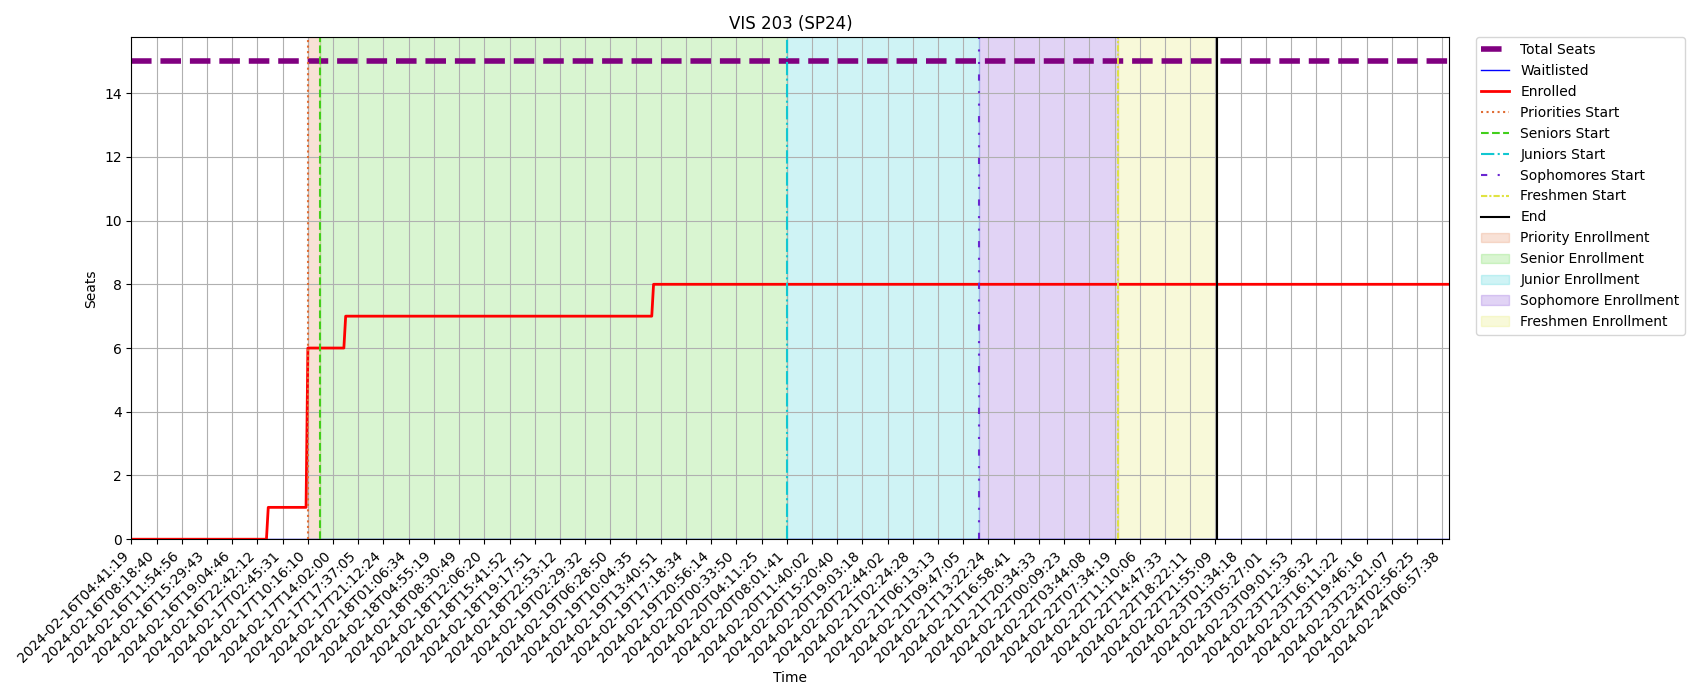 VIS 203 (SP24)
Seats
14
12
10
8
6
4
2
0
2024-02-16T04:41:19
2024-02-16T08:18:40
2024-02-16T11:54:56
2024-02-16T15:29:43
2024-02-16T19:04:46
2024-02-16T22:42:12
2024-02-17T02:45:31
2024-02-17T10:16:10
2024-02-17T14:02:00
2024-02-17T17:37:05
2024-02-17T21:12:24
2024-02-18T01:06:34
2024-02-18T04:55:19
2024-02-18T08:30:49
2024-02-18T12:06:20
2024-02-18T15:41:52
2024-02-18T19:17:51
2024-02-18T22:53:12
2024-02-19T02:29:32
2024-02-19T06:28:50
2024-02-19T10:04:35
2024-02-19T13:40:51
2024-02-19T17:18:34
2024-02-19T20:56:14
2024-02-20T00:33:50
2024-02-20T04:11:25
2024-02-20T08:01:41
2024-02-20T11:40:02
2024-02-20T15:20:40
2024-02-20T19:03:18
2024-02-20T22:44:02
2024-02-21T02:24:28
2024-02-21T06:13:13
2024-02-21T09:47:05
2024-02-21T13:22:24
2024-02-21T16:58:41
2024-02-21T20:34:33
2024-02-22T00:09:23
2024-02-22T03:44:08
2024-02-22T07:34:19
2024-02-22T11:10:06
2024-02-22T14:47:33
2024-02-22T18:22:11
2024-02-22T21:55:09
2024-02-23T01:34:18
2024-02-23T05:27:01
2024-02-23T09:01:53
2024-02-23T12:36:32
2024-02-23T16:11:22
2024-02-23T19:46:16
2024-02-23T23:21:07
2024-02-24T02:56:25
2024-02-24T06:57:38
Time
Total Seats
Waitlisted
Enrolled
Priorities Start
Seniors Start
Juniors Start
Sophomores Start
Freshmen Start
End
Priority Enrollment
Senior Enrollment
Junior Enrollment
Sophomore Enrollment
Freshmen Enrollment